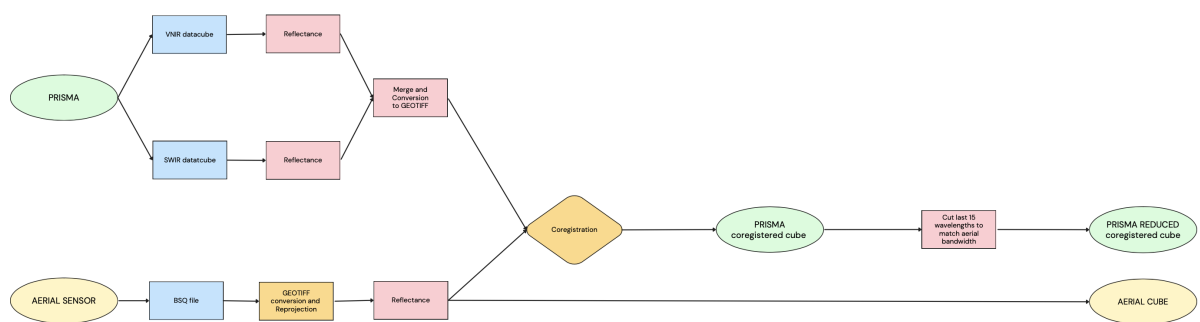 VNIR datacube
Reflectance
PRISMA
Merge and
Conversion
to GEOTIFF
SWIR datatcube
Reflectance
Coregistration
PRISMA
coregistered cube
Cut last 15
wavelengths to
match aerial
bandwidth
PRISMA REDUCED
coregistered cube
AERIAL SENSOR
BSQ file
GEOTIFF
conversion and
Reprojection
Reflectance
AERIAL CUBE